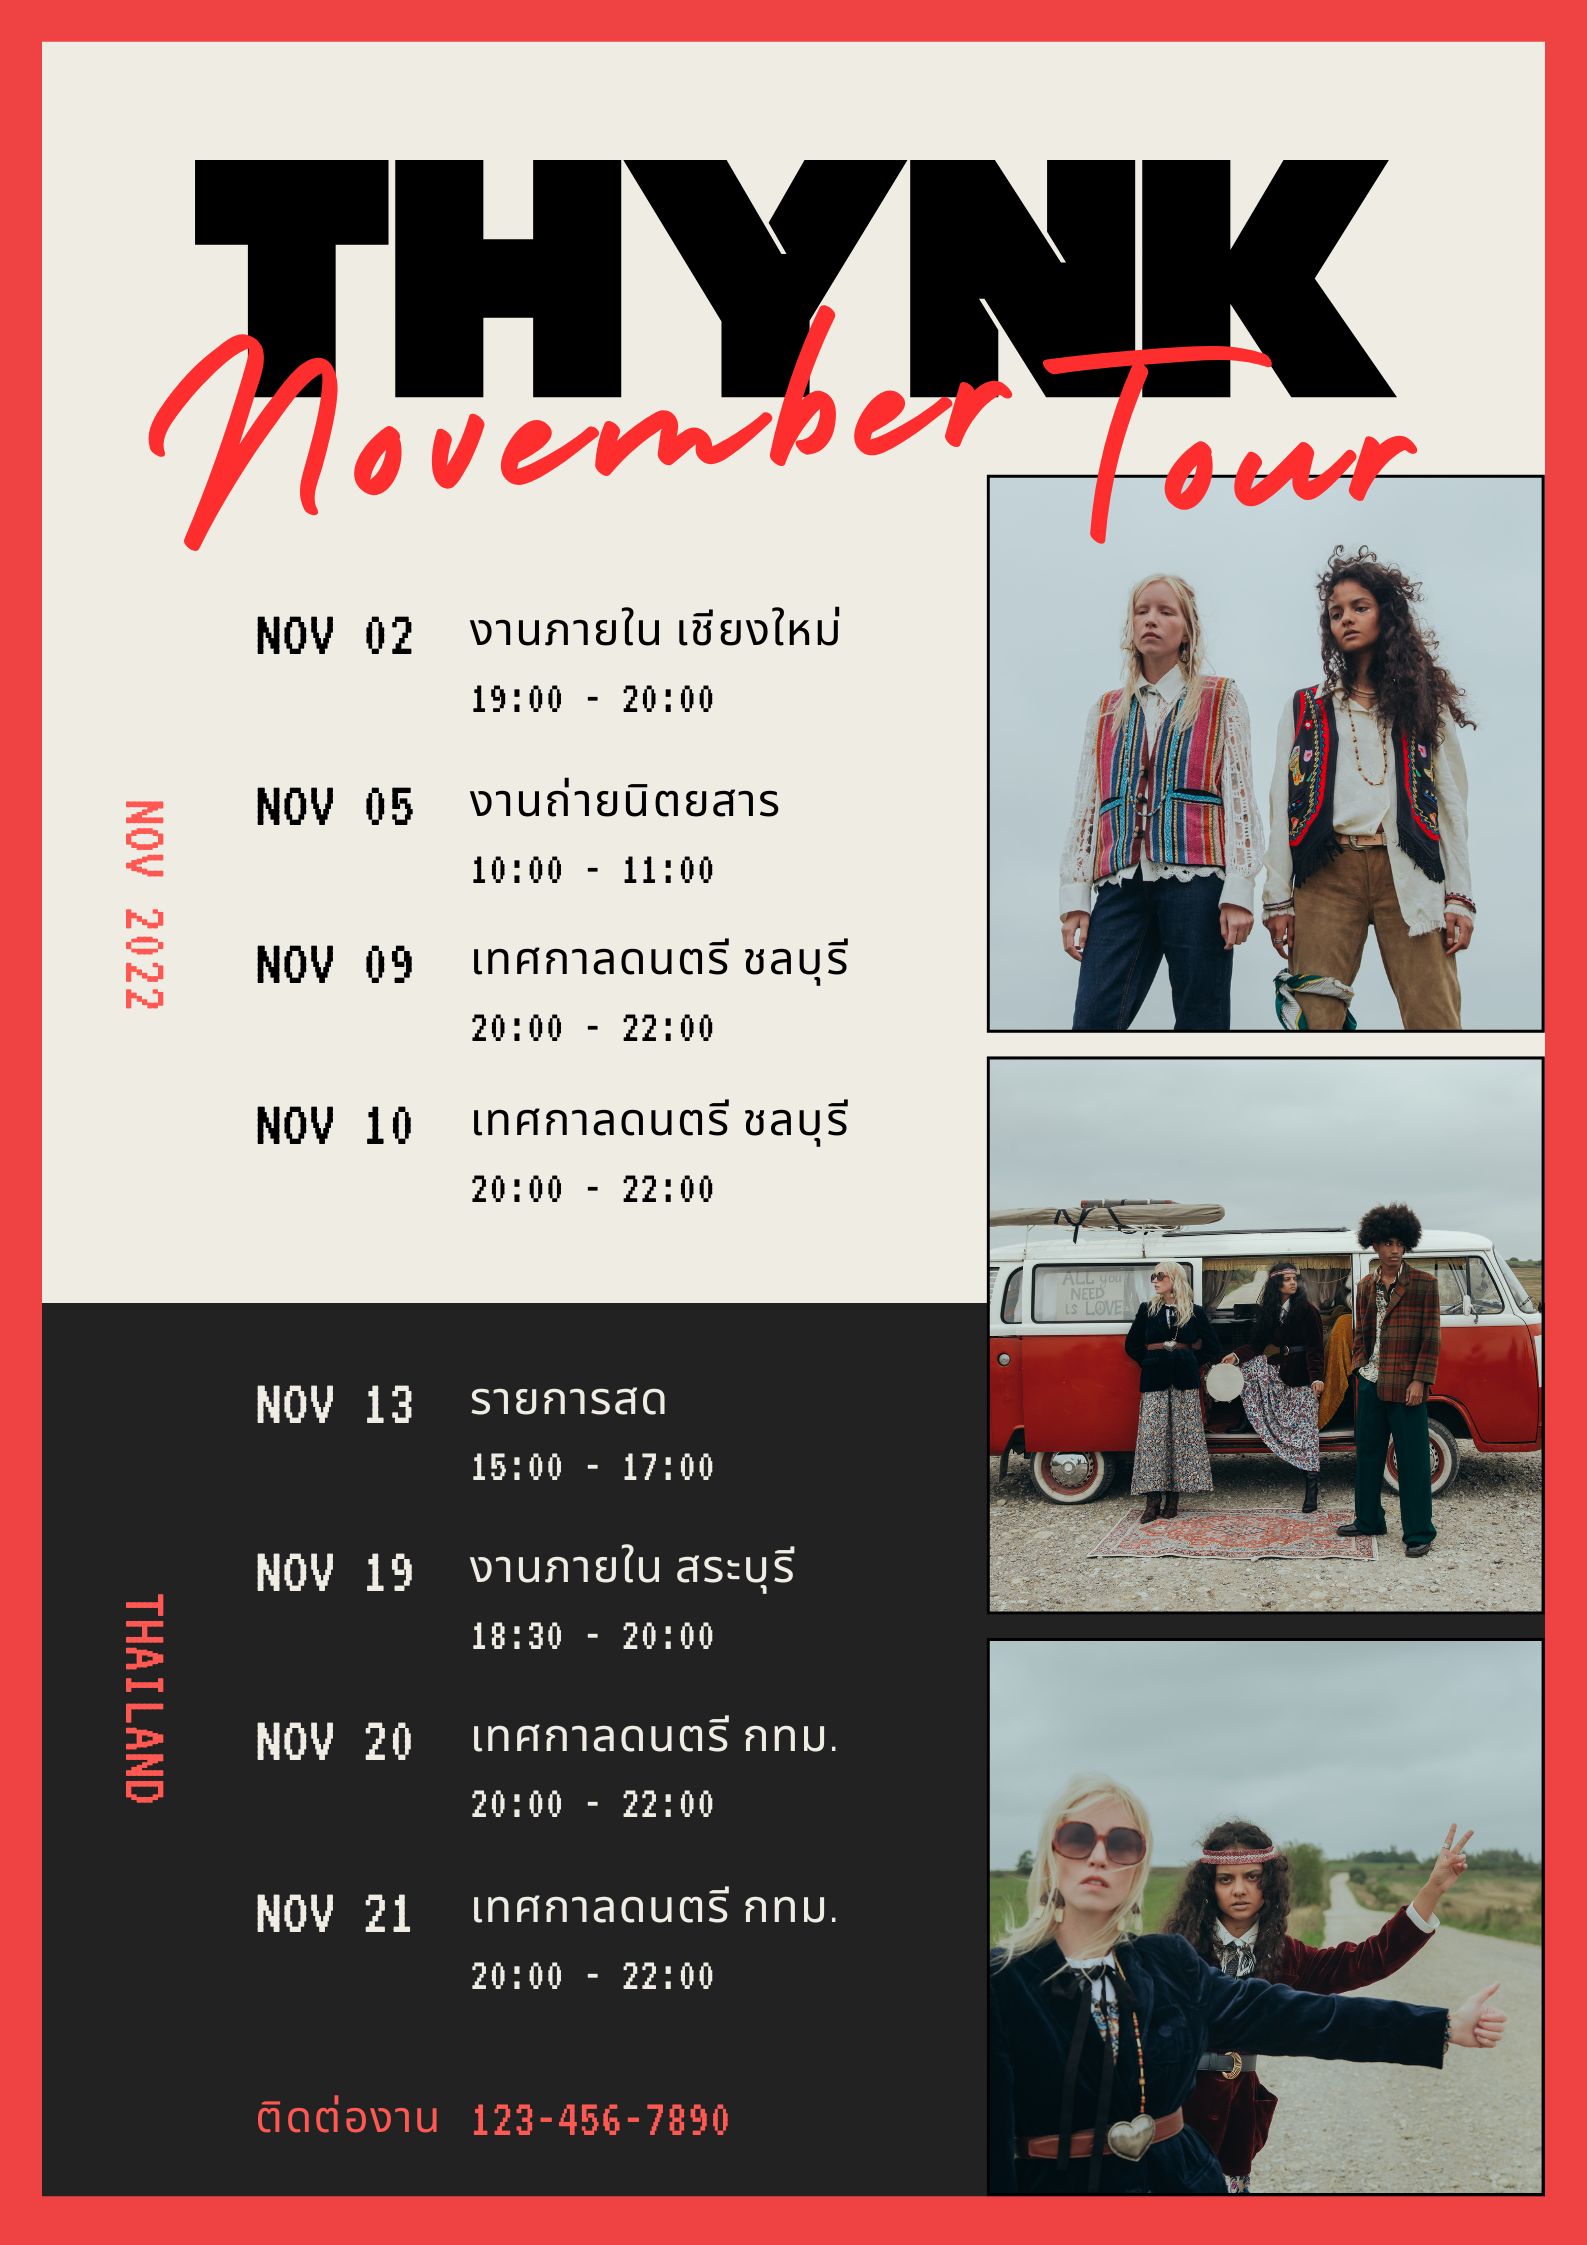 THYNK
November Tour
NOV 2022
NOV 02 งานภายใน เชียงใหม่
19:00 - 20:00
NOV 05 งานถ่ายนิตยสาร
10:00 - 11:00
NOV 09 เทศกาลดนตรี ชลบุรี
20:00 - 22:00
NOV 10 เทศกาลดนตรี ชลบุรี
20:00 - 22:00
ALL you
NEED
is LOVE
THAILAND
NOV 13 รายการสด
15:00 - 17:00
NOV 19 งานภายใน สระบุรี
18:30 - 20:00
NOV 20 เทศกาลดนตรี กทม.
20:00 - 22:00
NOV 21 เทศกาลดนตรี กทม.
20:00 - 22:00
ติดต่องาน 123-456-7890